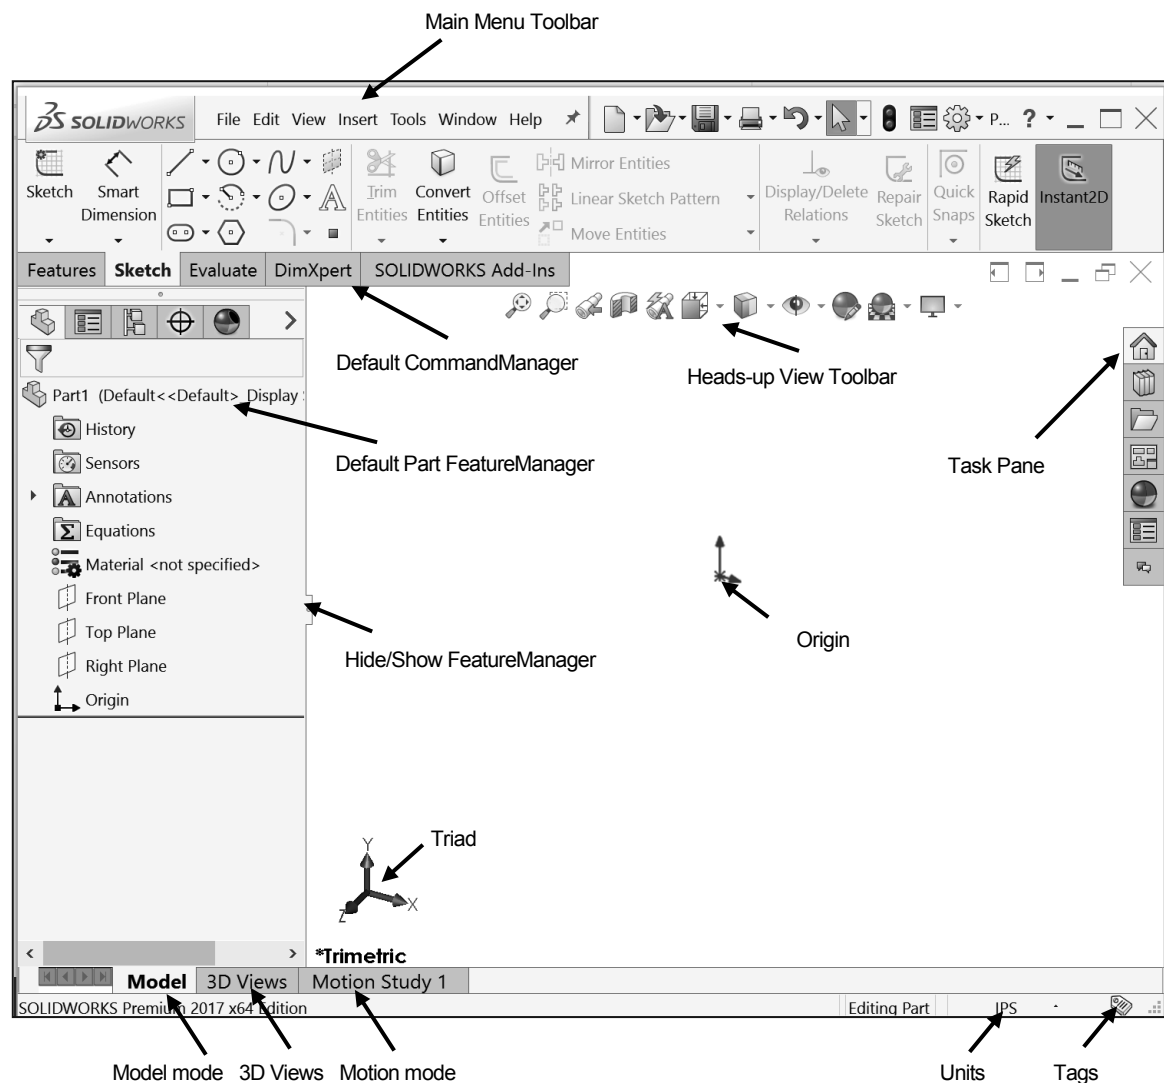 Main Menu Toolbar
SOLIDWORKS File Edit View Insert Tools Window Help P... ?
Sketch Smart Dimension Trim Entities Convert Entities Offset Entities Mirror Entities Display/Delete Relations Repair Sketch Quick Snaps Rapid Sketch Instant2D
Linear Sketch Pattern
Move Entities
Features Sketch Evaluate DimXpert SOLIDWORKS Add-Ins
Default CommandManager
Heads-up View Toolbar
Part1 (Default<<Default>_Display
History
Sensors
Default Part FeatureManager
Task Pane
Annotations
Equations
Material <not specified>
Front Plane
Top Plane
Origin
Hide/Show FeatureManager
Right Plane
Origin
Triad
Y
X
Z
*Trimetric
Model 3D Views Motion Study 1
SOLIDWORKS Premium 2017 x64 Edition Editing Part IPS
Model mode 3D Views Motion mode Units Tags